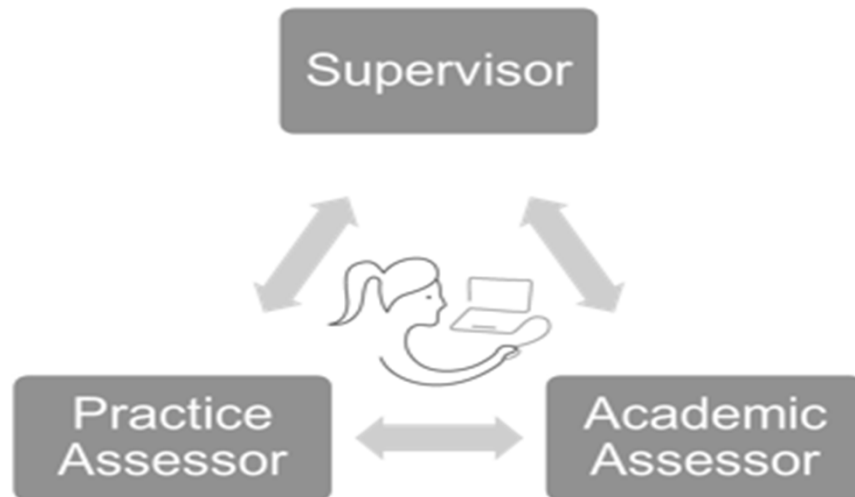 Supervisor
Practice
Assessor
Academic
Assessor